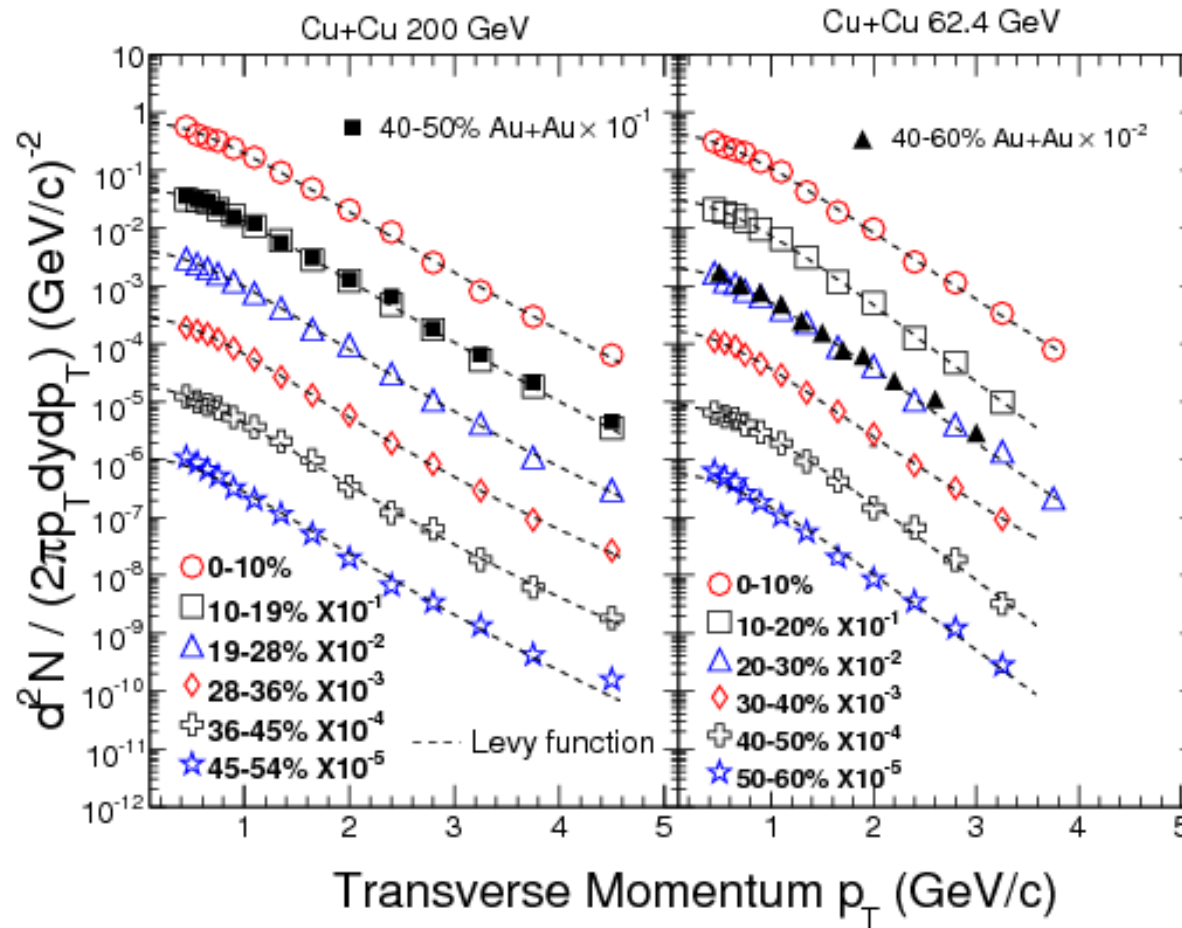 Cu+Cu 200 GeV
Cu+Cu 62.4 GeV
d²N / (2πp_T dydp_T) (GeV/c)⁻²
10
1
10⁻¹
10⁻²
10⁻³
10⁻⁴
10⁻⁵
10⁻⁶
10⁻⁷
10⁻⁸
10⁻⁹
10⁻¹⁰
10⁻¹¹
10⁻¹²
40-50% Au+Au × 10⁻¹
0-10%
10-19% X10⁻¹
19-28% X10⁻²
28-36% X10⁻³
36-45% X10⁻⁴
45-54% X10⁻⁵
Levy function
40-60% Au+Au × 10⁻²
0-10%
10-20% X10⁻¹
20-30% X10⁻²
30-40% X10⁻³
40-50% X10⁻⁴
50-60% X10⁻⁵
1 2 3 4 5
1 2 3 4 5
Transverse Momentum p_T (GeV/c)